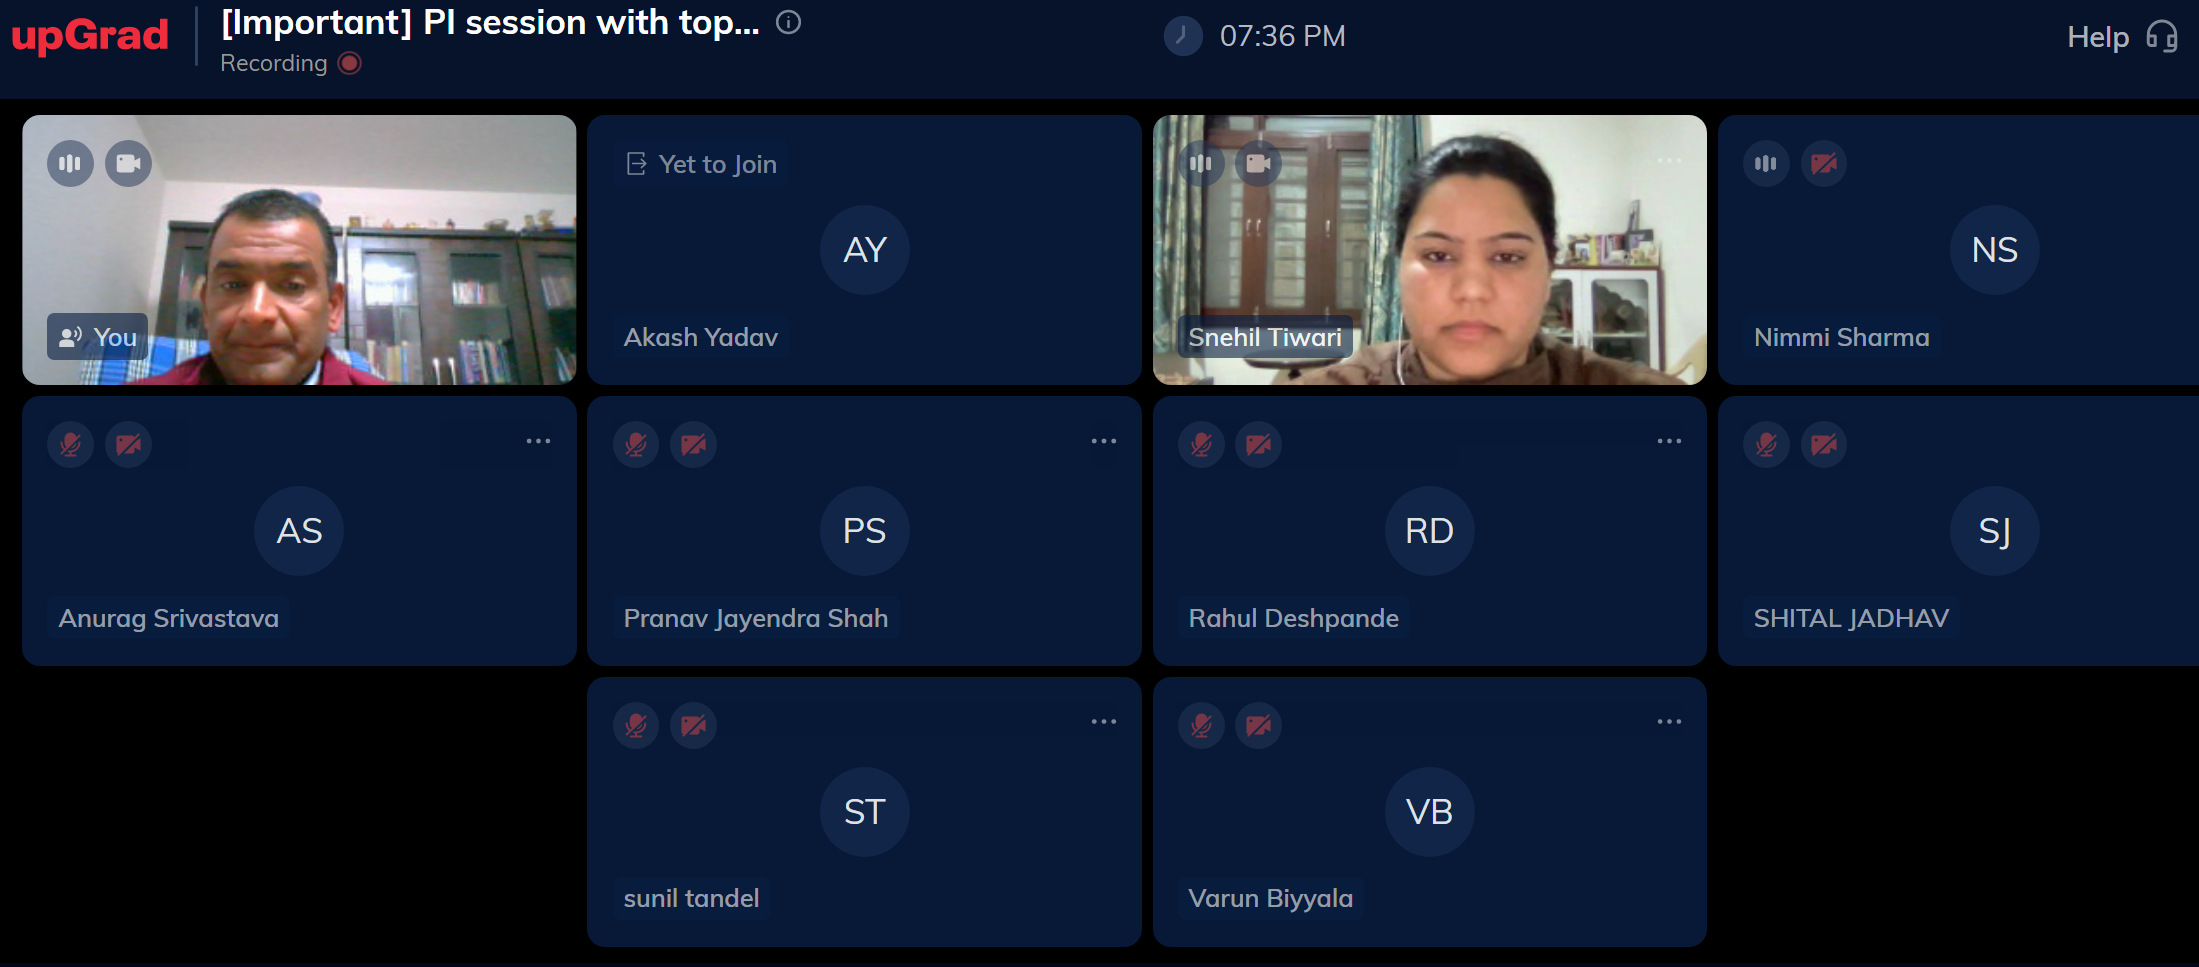 upGrad
[Important] PI session with top...
Recording
07:36 PM
Help
You
Yet to Join
AY
Akash Yadav
Snehil Tiwari
NS
Nimmi Sharma
AS
Anurag Srivastava
PS
Pranav Jayendra Shah
RD
Rahul Deshpande
SJ
SHITAL JADHAV
ST
sunil tandel
VB
Varun Biyyala